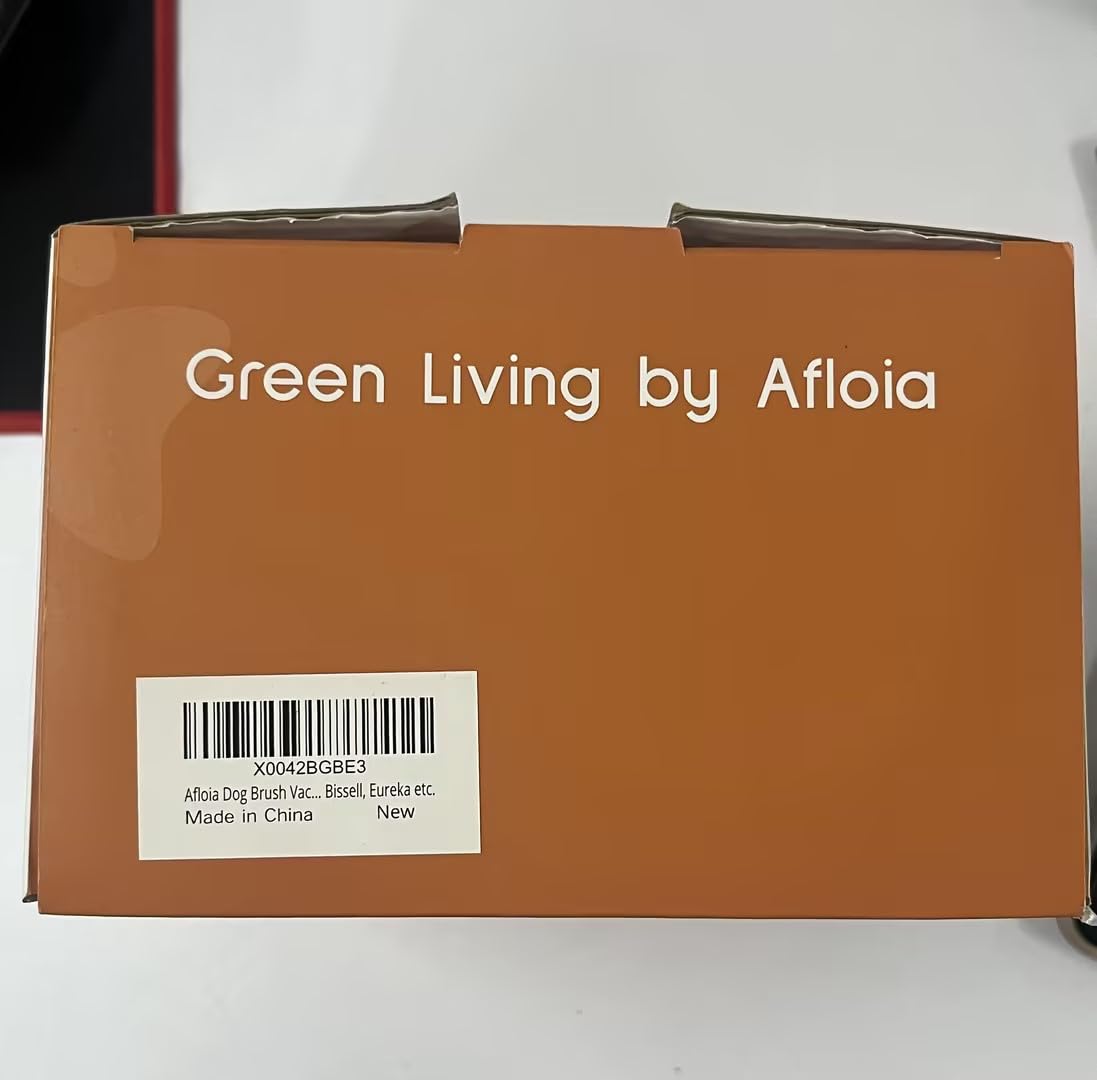 Green Living by Afloia
X0042BGBE3
Afloia Dog Brush Vac... Bissell, Eureka etc.
Made in China New